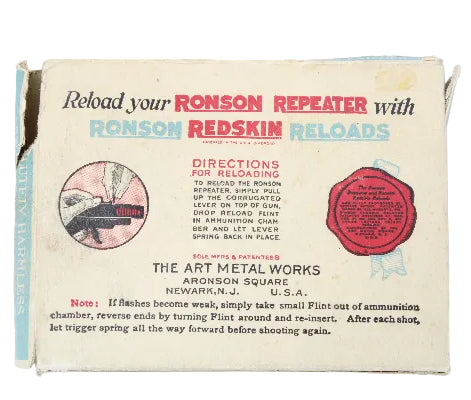 Reload your RONSON REPEATER with
RONSON REDSKIN RELOADS
DIRECTIONS
FOR RELOADING
TO RELOAD THE RONSON
REPEATER, SIMPLY PULL
UP THE CORRUGATED
LEVER ON TOP OF GUN,
DROP RELOAD FLINT
IN AMMUNITION CHAM
BER AND LET LEVER
SPRING BACK IN PLACE.
SOLE MFRS & PATENTEES
THE ART METAL WORKS
ARONSON SQUARE
NEWARK, N.J. U.S.A.
Note: If flashes become weak, simply take small Flint out of ammunition
chamber, reverse ends by turning Flint around and re-insert. After each shot,
let trigger spring all the way forward before shooting again.
The Ronson
HARMLESS